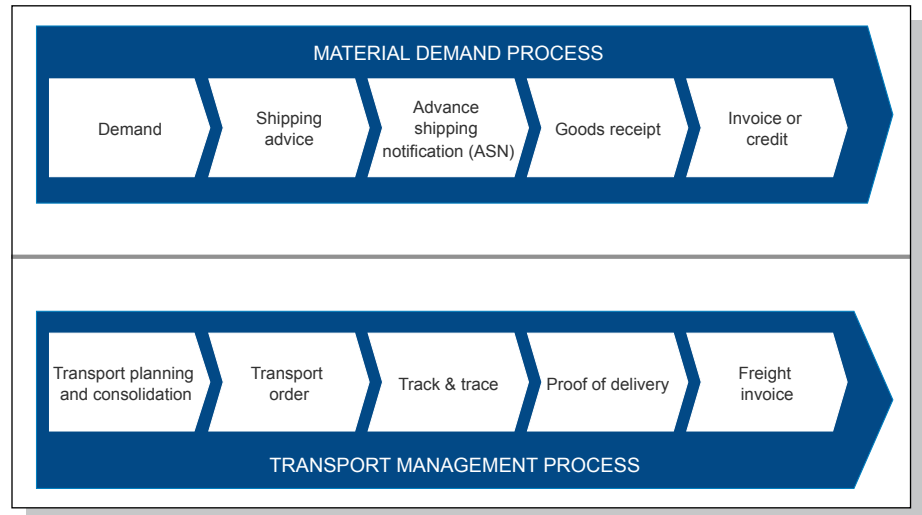 MATERIAL DEMAND PROCESS
Demand
Shipping
advice
Advance
shipping
notification (ASN)
Goods receipt
Invoice or
credit
Transport planning
and consolidation
Transport
order
Track & trace
Proof of delivery
Freight
invoice
TRANSPORT MANAGEMENT PROCESS